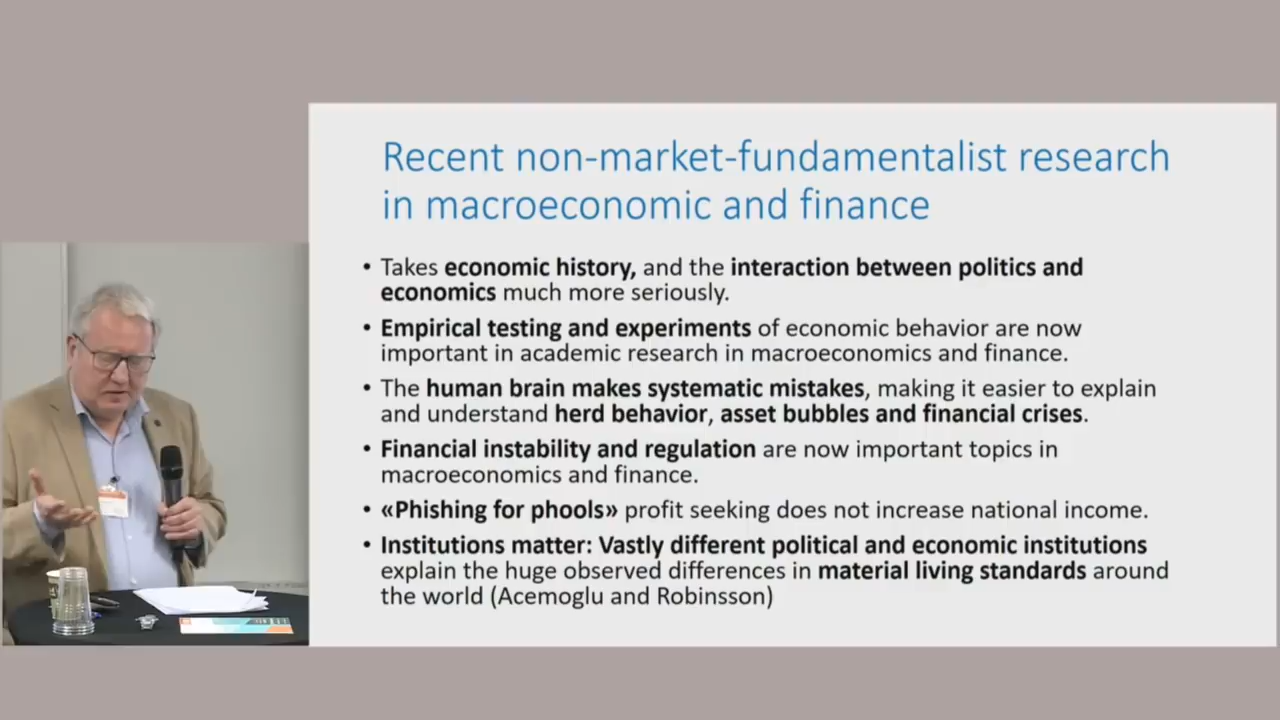 Recent non-market-fundamentalist research
in macroeconomic and finance
• Takes economic history, and the interaction between politics and
economics much more seriously.
• Empirical testing and experiments of economic behavior are now
important in academic research in macroeconomics and finance.
• The human brain makes systematic mistakes, making it easier to explain
and understand herd behavior, asset bubbles and financial crises.
• Financial instability and regulation are now important topics in
macroeconomics and finance.
• «Phishing for phools» profit seeking does not increase national income.
• Institutions matter: Vastly different political and economic institutions
explain the huge observed differences in material living standards around
the world (Acemoglu and Robinsson)